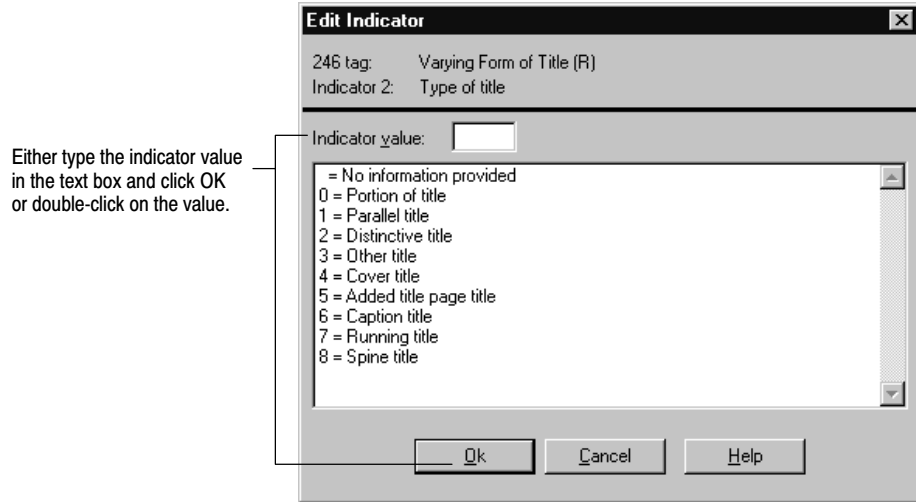 Edit Indicator
246 tag: Varying Form of Title (R)
Indicator 2: Type of title
Either type the indicator value
in the text box and click OK
or double-click on the value.
Indicator value:
= No information provided
0 = Portion of title
1 = Parallel title
2 = Distinctive title
3 = Other title
4 = Cover title
5 = Added title page title
6 = Caption title
7 = Running title
8 = Spine title
Ok Cancel Help